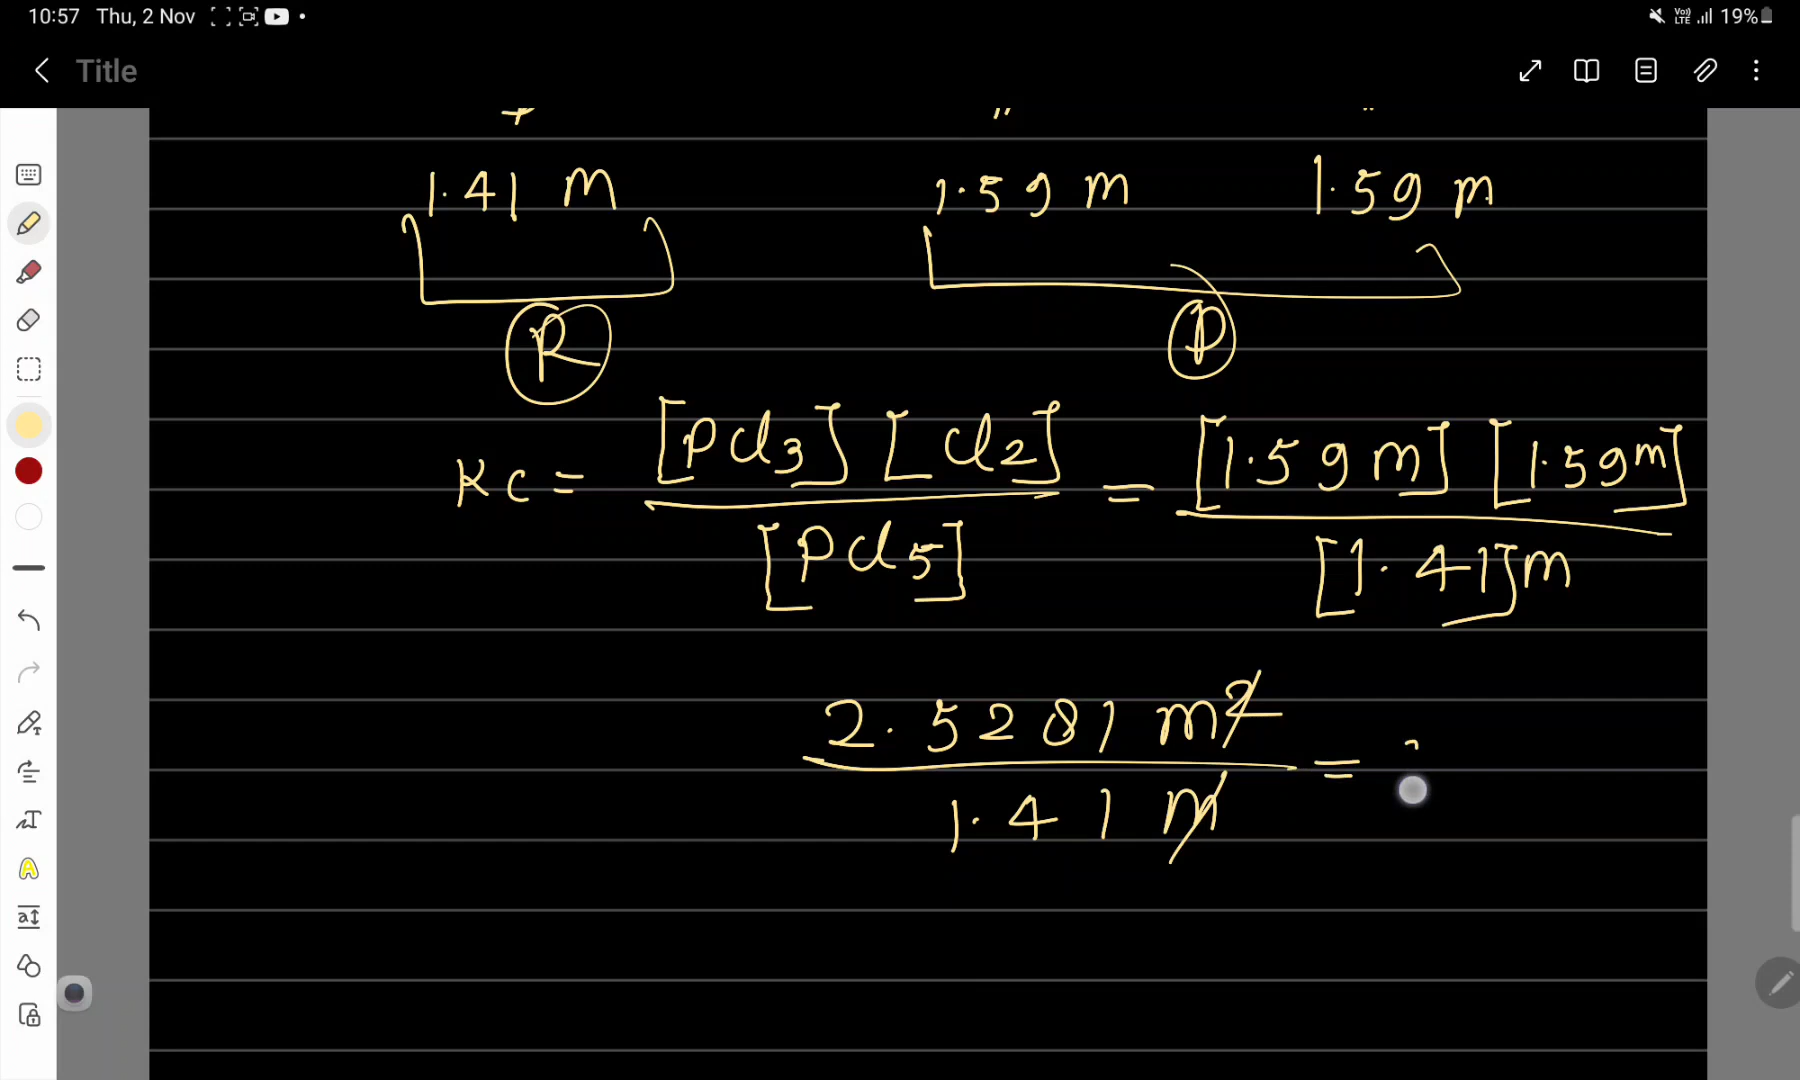 10:57 Thu, 2 Nov 19%
Title
1.41 M 1.59 M 1.59 M
R P
Kc = [PCl3] [Cl2] / [PCl5] = [1.59 M] [1.59 M] / [1.41] M
2.5281 M² / 1.41 M =